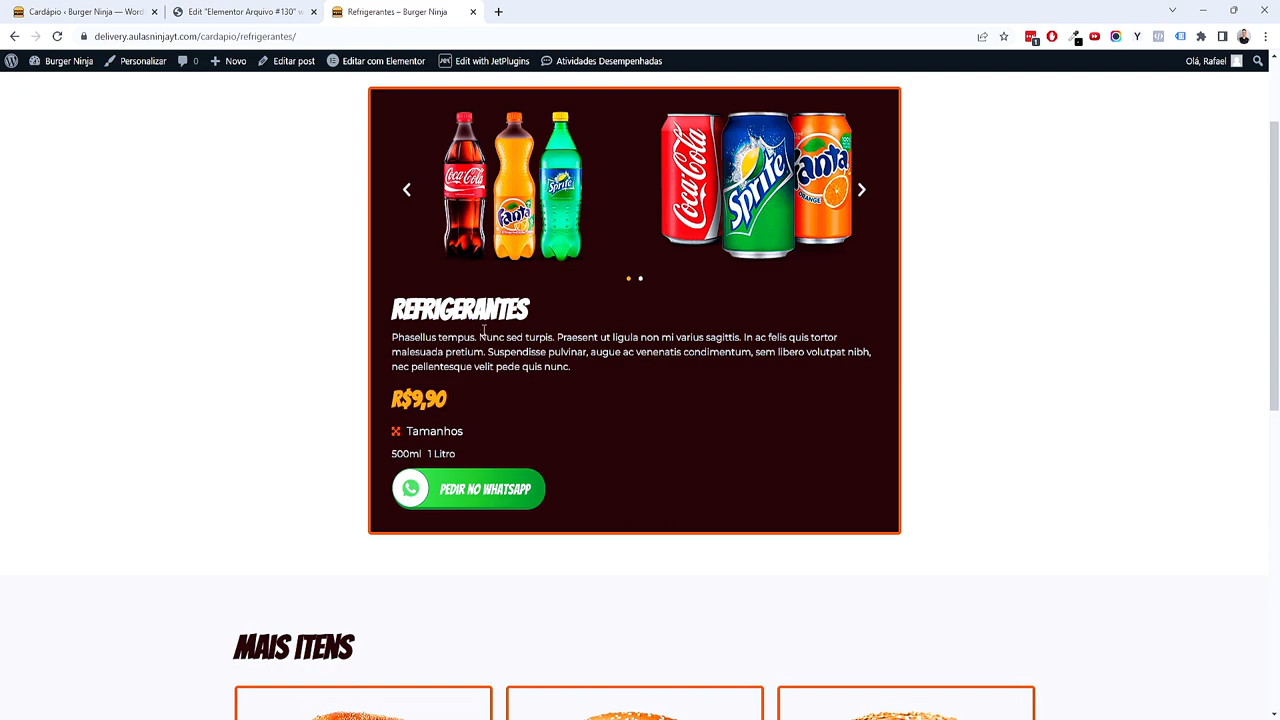 Cardápio ‹ Burger Ninja — Word
Edit "Elementor Arquivo #130" w
Refrigerantes – Burger Ninja
delivery.aulasninjayt.com/cardapio/refrigerantes/
Burger Ninja
Personalizar
0
Novo
Editar post
Editar com Elementor
Edit with JetPlugins
Atividades Desempenhadas
Olá, Rafael
Coca-Cola
Fanta
Sprite
Coca-Cola
Sprite
Fanta
ORANGE
REFRIGERANTES
Phasellus tempus. Nunc sed turpis. Praesent ut ligula non mi varius sagittis. In ac felis quis tortor
malesuada pretium. Suspendisse pulvinar, augue ac venenatis condimentum, sem libero volutpat nibh,
nec pellentesque velit pede quis nunc.
R$9,90
Tamanhos
500ml 1 Litro
PEDIR NO WHATSAPP
MAIS ITENS